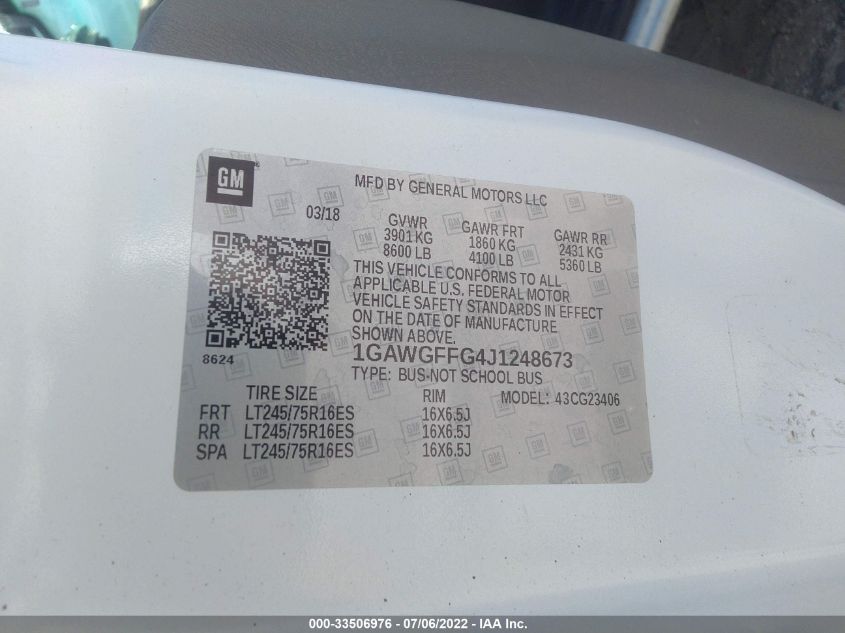 GM
MFD BY GENERAL MOTORS LLC
03/18
GVWR GAWR FRT GAWR RR
3901 KG 1860 KG 2431 KG
8600 LB 4100 LB 5360 LB
THIS VEHICLE CONFORMS TO ALL
APPLICABLE U.S. FEDERAL MOTOR
VEHICLE SAFETY STANDARDS IN EFFECT
ON THE DATE OF MANUFACTURE
SHOWN ABOVE.
8624
1GAWGFFG4J1248673
TYPE: BUS-NOT SCHOOL BUS
TIRE SIZE RIM MODEL: 43CG23406
FRT LT245/75R16ES 16X6.5J
RR LT245/75R16ES 16X6.5J
SPA LT245/75R16ES 16X6.5J
000-33506976 - 07/06/2022 - IAA Inc.